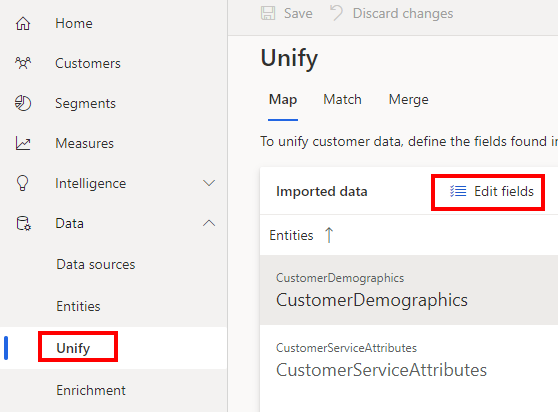 Home
Customers
Segments
Measures
Intelligence
Data
Data sources
Entities
Unify
Enrichment
Save Discard changes
Unify
Map Match Merge
To unify customer data, define the fields found in
Imported data Edit fields
Entities ↑
CustomerDemographics
CustomerDemographics
CustomerServiceAttributes
CustomerServiceAttributes